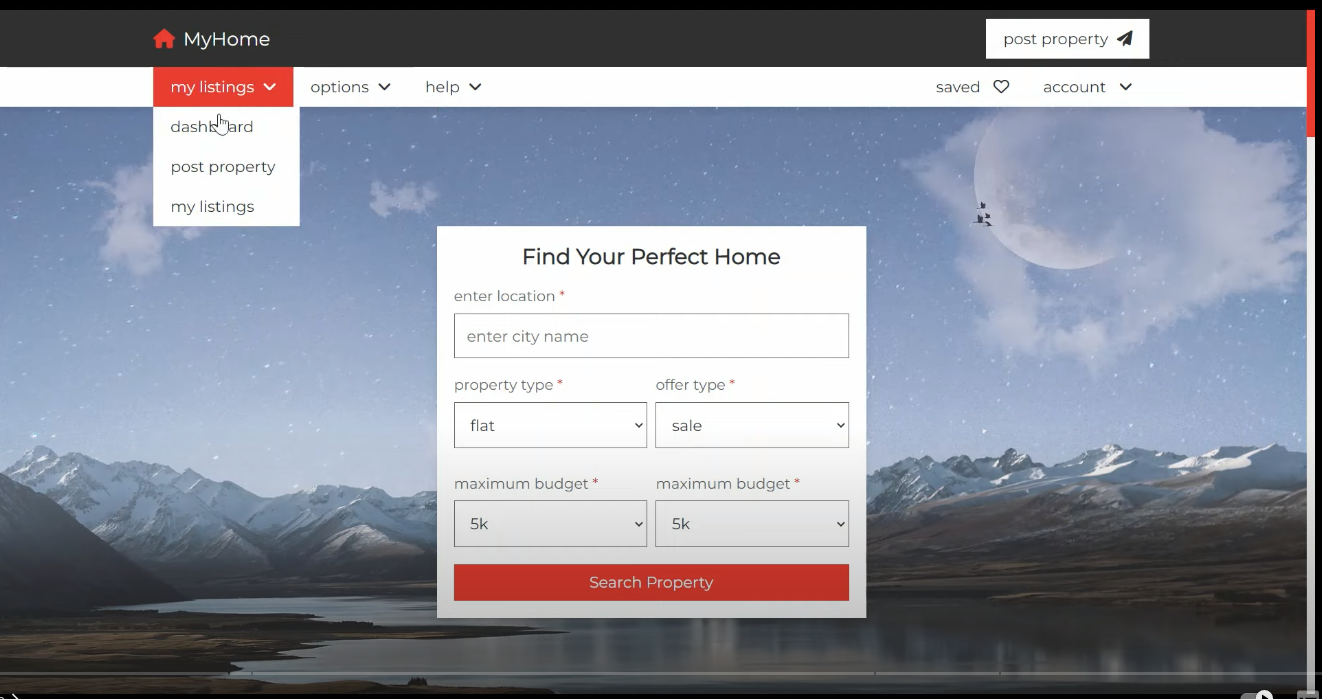 MyHome
post property
my listings options help saved account
dashboard
post property
my listings
Find Your Perfect Home
enter location *
enter city name
property type * offer type *
flat sale
maximum budget * maximum budget *
5k 5k
Search Property